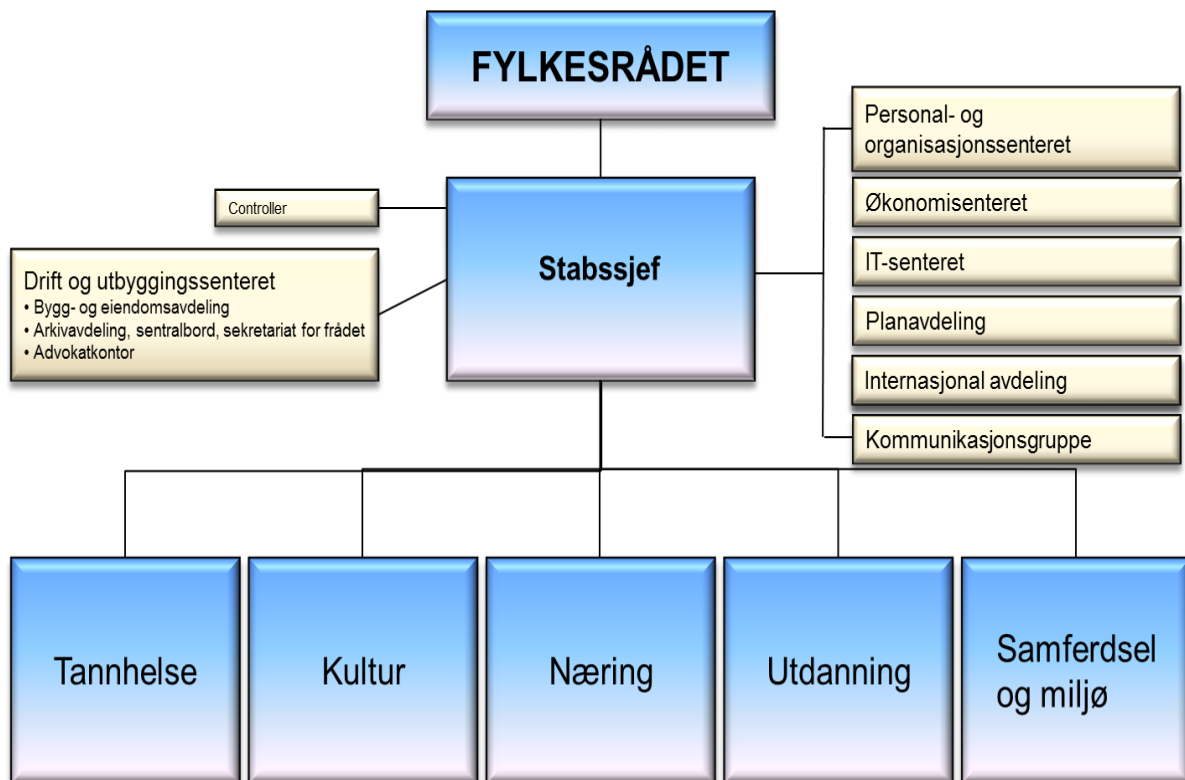 FYLKESRÅDET
Personal- og
organisasjonssenteret
Controller
Økonomisenteret
Stabssjef
Drift og utbyggingssenteret
• Bygg- og eiendomsavdeling
• Arkivavdeling, sentralbord, sekretariat for frådet
• Advokatkontor
IT-senteret
Planavdeling
Internasjonal avdeling
Kommunikasjonsgruppe
Tannhelse
Kultur
Næring
Utdanning
Samferdsel
og miljø